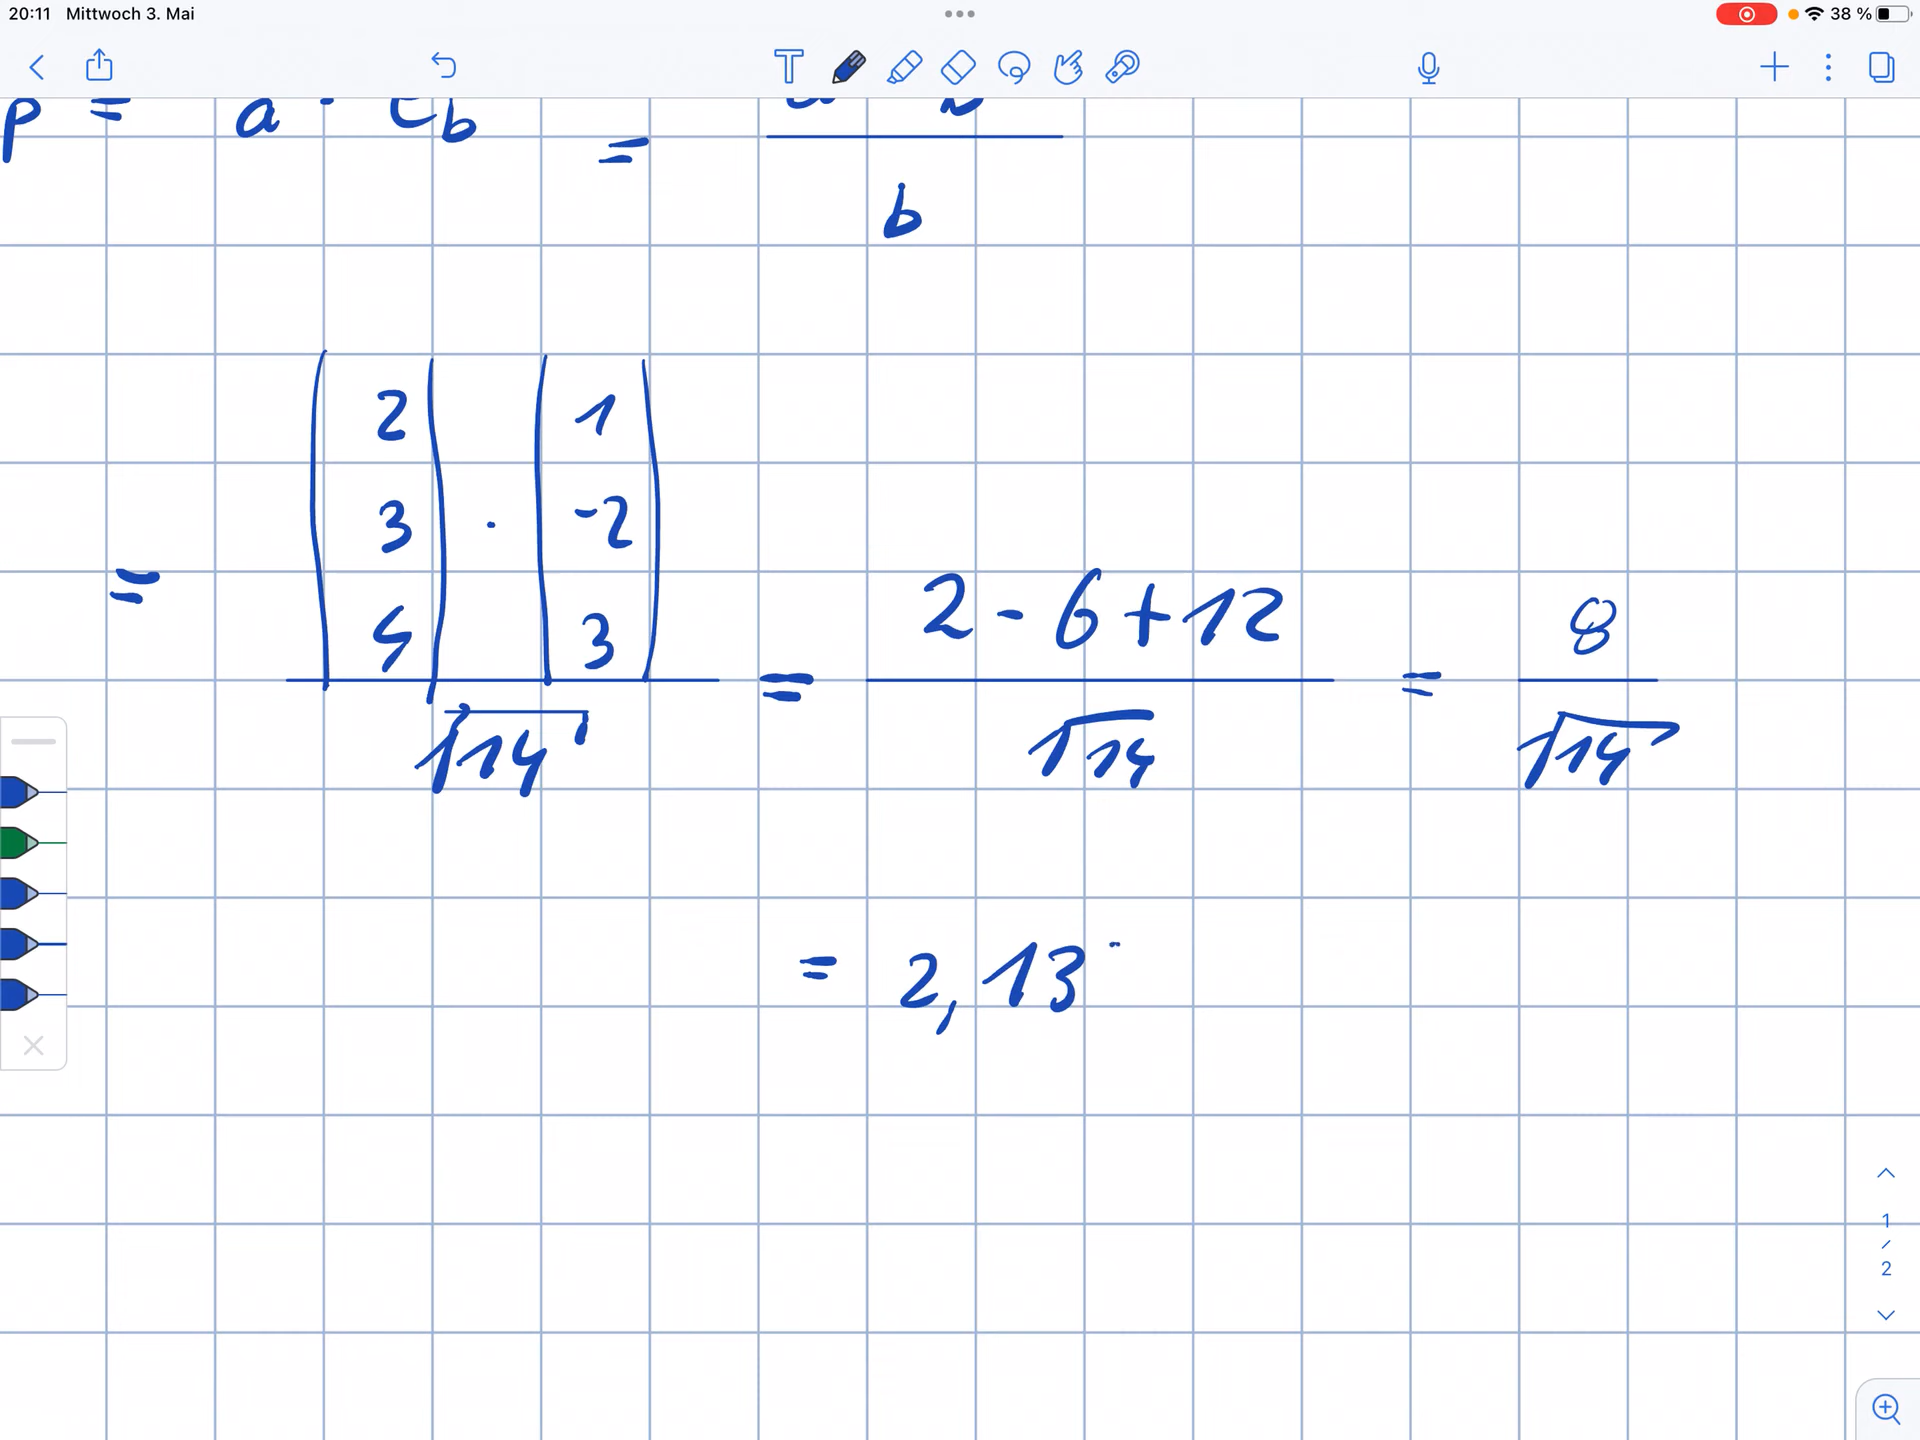 20:11 Mittwoch 3. Mai 38 %
T
p = a · e_b =
b
= (2 3 4) · (1 -2 3) / √14 = (2 - 6 + 12) / √14 = 8 / √14
= 2,13
1
/
2